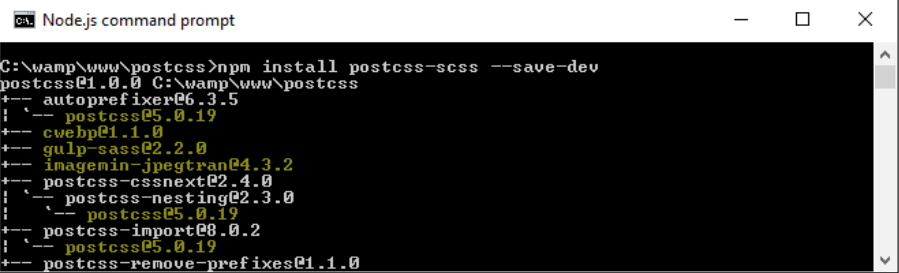 Node.js command prompt
C:\wamp\www\postcss>npm install postcss-scss --save-dev
postcss@1.0.0 C:\wamp\www\postcss
+-- autoprefixer@6.3.5
¦ `-- postcss@5.0.19
+-- cwebp@1.1.0
+-- gulp-sass@2.2.0
+-- imagemin-jpegtran@4.3.2
+-- postcss-cssnext@2.4.0
¦ `-- postcss-nesting@2.3.0
¦   `-- postcss@5.0.19
+-- postcss-import@8.0.2
¦ `-- postcss@5.0.19
+-- postcss-remove-prefixes@1.1.0